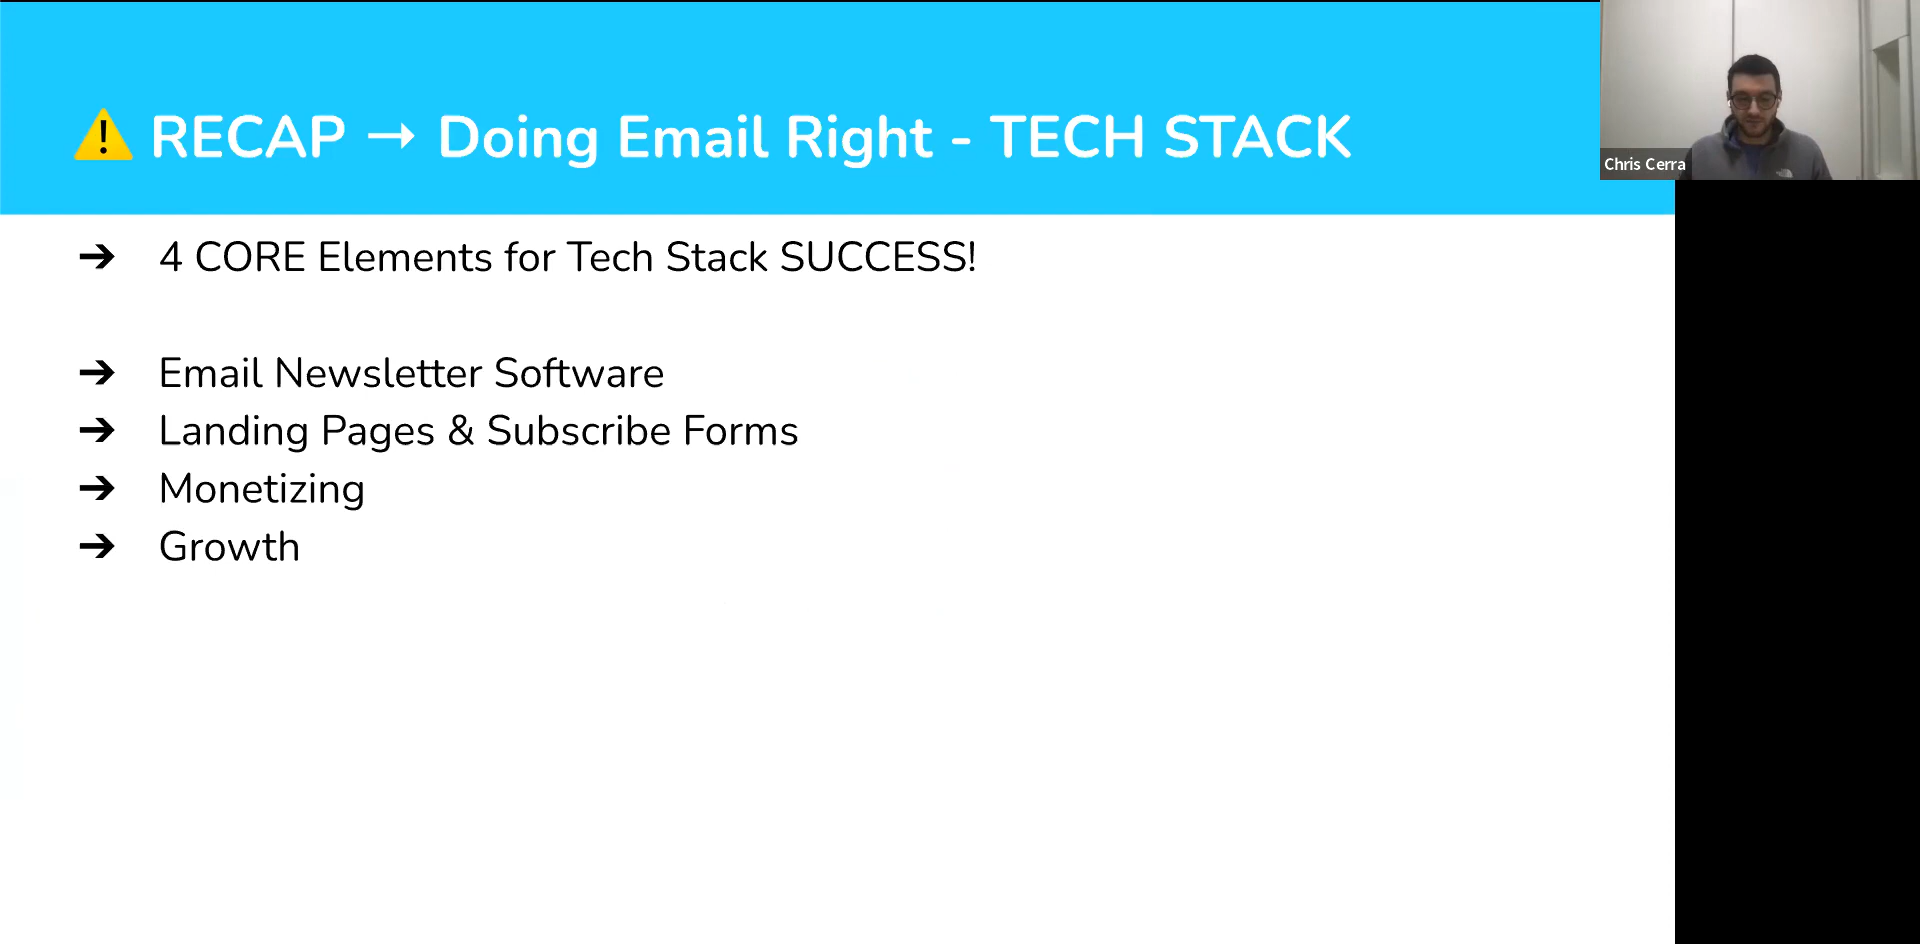 ⚠️ RECAP → Doing Email Right - TECH STACK
Chris Cerra
➔ 4 CORE Elements for Tech Stack SUCCESS!
➔ Email Newsletter Software
➔ Landing Pages & Subscribe Forms
➔ Monetizing
➔ Growth